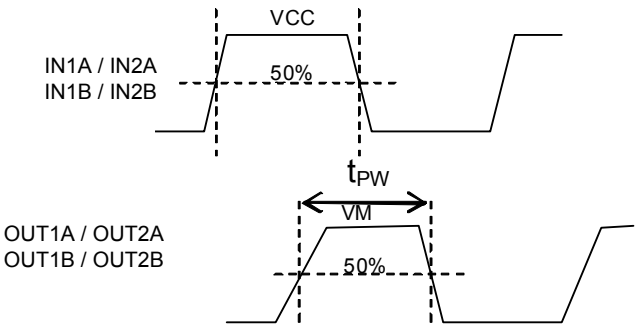 VCC
IN1A / IN2A
IN1B / IN2B
50%
tPW
VM
OUT1A / OUT2A
OUT1B / OUT2B
50%